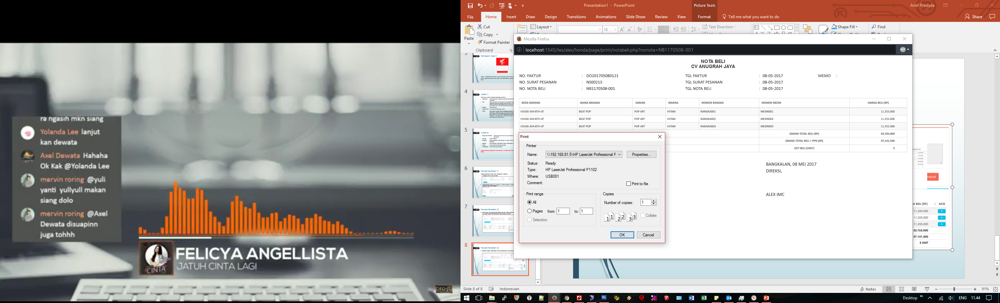 ra ngasih mkn siang
Yolanda Lee lanjut
kan dewata
Axel Dewata Hahaha
Ok Kak @Yolanda Lee
mervin roring @yuli
yanti yullyull makan
siang dolo
mervin roring @Axel
Dewata disuapinn
juga tohhh
FELICYA ANGELLISTA
JATUH CINTA LAGI
CINTA
pro-M
Presentation1 - PowerPoint
Picture Tools
Arief Pradipta
File Home Insert Draw Design Transitions Animations Slide Show Review View Format Tell me what you want to do Share
Paste
Cut
Copy
Format Painter
Clipboard
Layout
18
Text Direction
Shape Fill
Find
Mozilla Firefox
localhost:1545/tes/alex/honda/page/print/notabeli.php?nonota=NB1170508-001
ABP
NOTA BELI
CV ANUGRAH JAYA
NO. FAKTUR : DO201705080121 TGL FAKTUR : 08-05-2017 MEMO :
NO. SURAT PESANAN : NS00213 TGL SURAT PESANAN : 08-05-2017
NO. NOTA BELI : NB1170508-001 TGL NOTA BELI : 08-05-2017
KODE BARANG NAMA BARANG VARIAN WARNA NOMOR RANGKA NOMOR MESIN HARGA BELI (RP)
H5436-344-BTH-AT BEAT POP POP ART HITAM RANGKA001 MESIN001 11.255.000
H5436-344-BTH-AT BEAT POP POP ART HITAM RANGKA002 MESIN002 11.255.000
H5436-344-BTH-AT BEAT POP POP ART HITAM RANGKA003 MESIN003 11.255.000
GRAND TOTAL BELI (RP) 33,765,000
GRAND TOTAL BELI + PPN (RP) 37,141,500
QTY BELI (UNIT) 3
BANGKALAN, 08 MEI 2017
DIREKSI,
ALEX IMC
Print
Printer
Name: \\192.168.81.5\HP LaserJet Professional F Properties...
Status: Ready
Type: HP LaserJet Professional P1102
Where: USB001
Comment:
Print to file
Print range
All
Pages from: 1 to: 1
Selection
Copies
Number of copies: 1
1 1 2 2 3 3
Collate
OK Cancel
4
5
6
7
8
mbali
A BELI (RP) AKSI
11.255.000
11.255.000
11.255.000
33,765,000
37,141,500
3 UNIT
Slide 8 of 8 Indonesian
Notes
91%
Desktop ENG 11.44